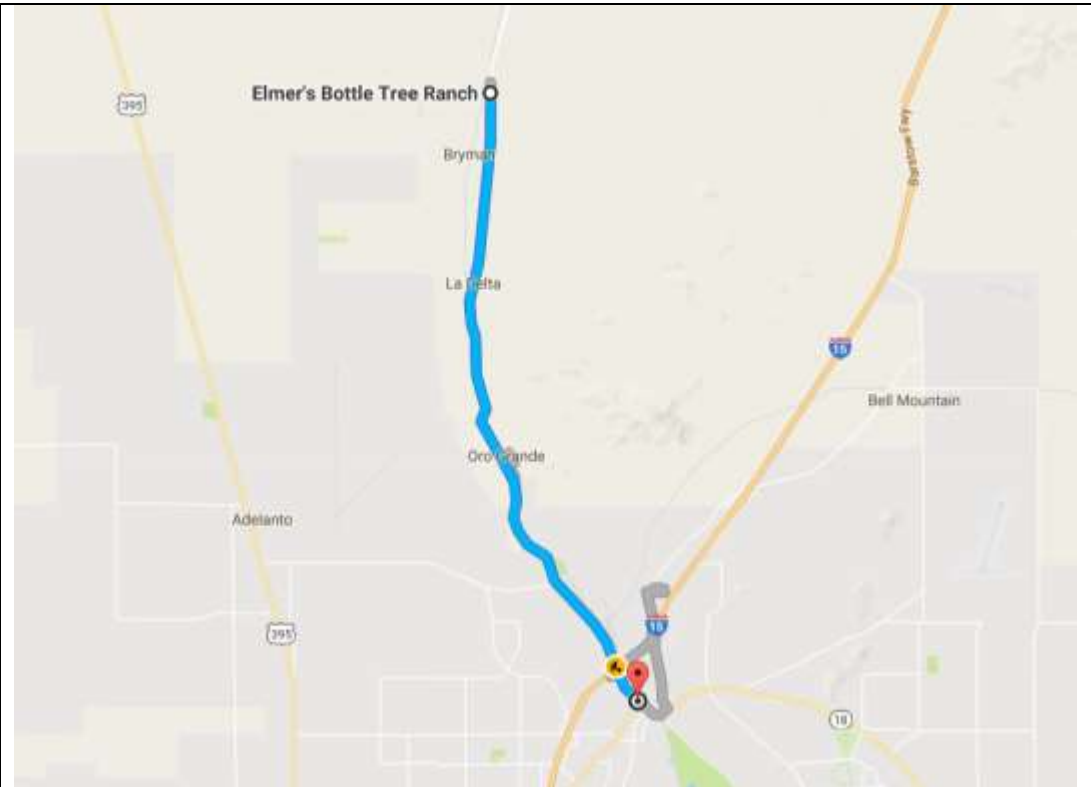 395
Elmer's Bottle Tree Ranch
Bryman
Barstow Fwy
La Delta
15
Bell Mountain
Oro Grande
Adelanto
15
395
18